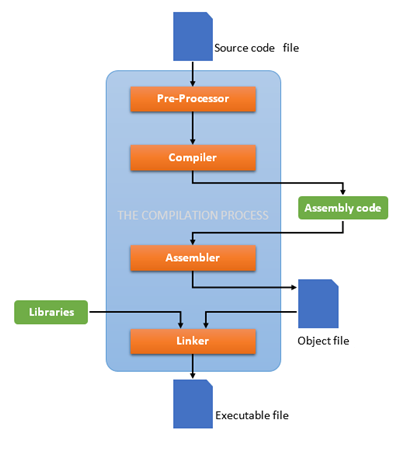 Source code file
Pre-Processor
Compiler
Assembly code
THE COMPILATION PROCESS
Assembler
Libraries
Linker
Object file
Executable file